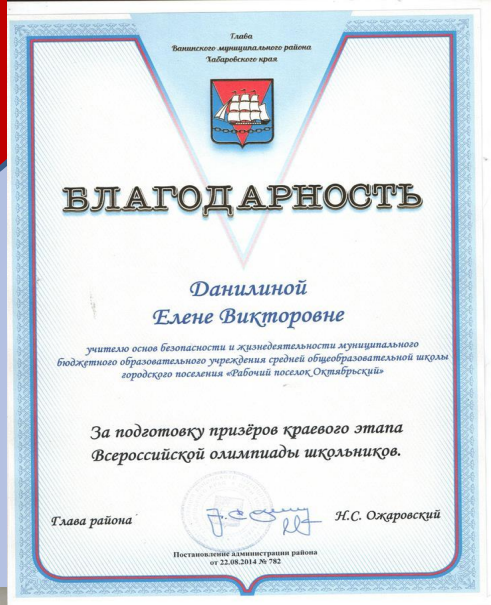 Глава
Ванинского муниципального района
Хабаровского края
БЛАГОДАРНОСТЬ
Данилиной
Елене Викторовне
учителю основ безопасности и жизнедеятельности муниципального
бюджетного образовательного учреждения средней общеобразовательной школы
городского поселения «Рабочий поселок Октябрьский»
За подготовку призёров краевого этапа
Всероссийской олимпиады школьников.
Глава района
Н.С. Ожаровский
Постановление администрации района
от 22.08.2014 № 782